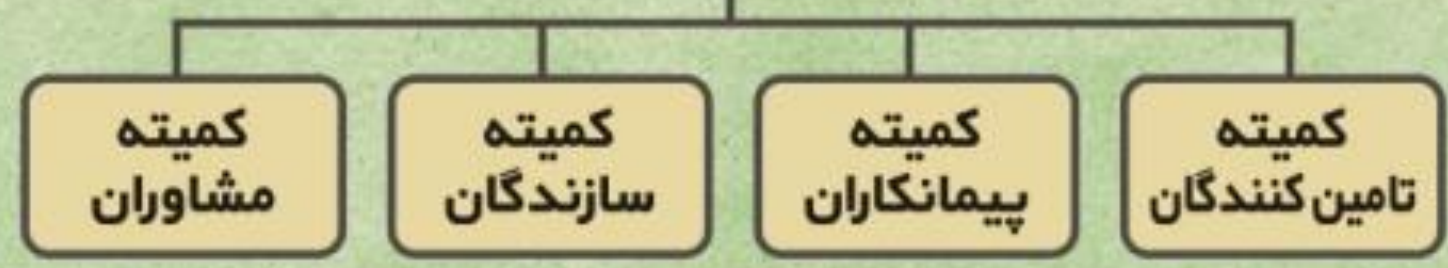 کمیته
تامین کنندگان
کمیته
پیمانکاران
کمیته
سازندگان
کمیته
مشاوران